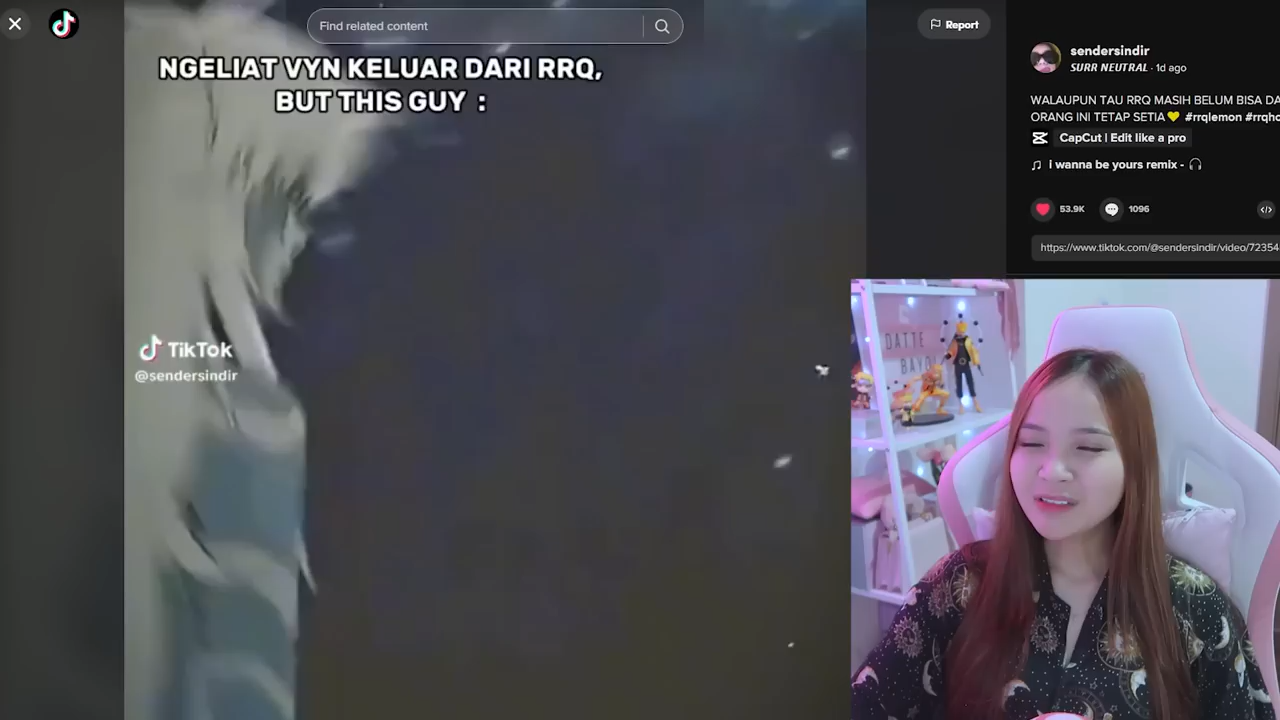 Find related content
Report
NGELIAT VYN KELUAR DARI RRQ,
BUT THIS GUY :
TikTok
@sendersindir
sendersindir
SURR NEUTRAL · 1d ago
WALAUPUN TAU RRQ MASIH BELUM BISA DA
ORANG INI TETAP SETIA💛 #rrqlemon #rrqho
CapCut | Edit like a pro
i wanna be yours remix - 🎧
53.9K
1096
https://www.tiktok.com/@sendersindir/video/72354
DATTE
BAYO!